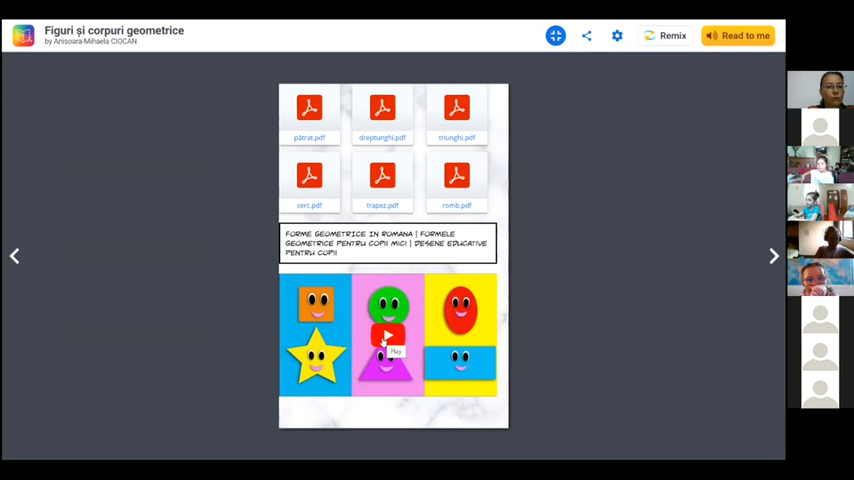 Figuri și corpuri geometrice
by Anisoara-Mihaela CIOCAN
Remix
Read to me
pătrat.pdf
dreptunghi.pdf
triunghi.pdf
cerc.pdf
trapez.pdf
romb.pdf
FORME GEOMETRICE IN ROMANA | FORMELE
GEOMETRICE PENTRU COPII MICI | DESENE EDUCATIVE
PENTRU COPII
Play